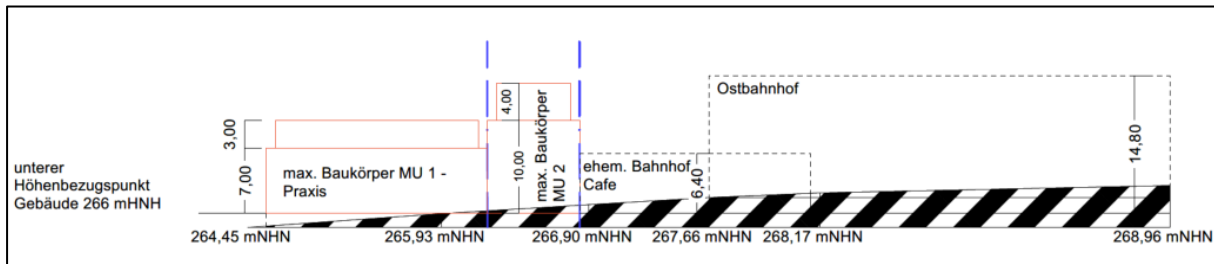 Ostbahnhof
4,00
3,00
7,00
10,00
max. Baukörper
MU 2
14,80
unterer
Höhenbezugspunkt
Gebäude 266 mHNH
max. Baukörper MU 1 -
Praxis
ehem. Bahnhof
Cafe
6,40
264,45 mNHN
265,93 mNHN
266,90 mNHN
267,66 mNHN
268,17 mNHN
268,96 mNHN